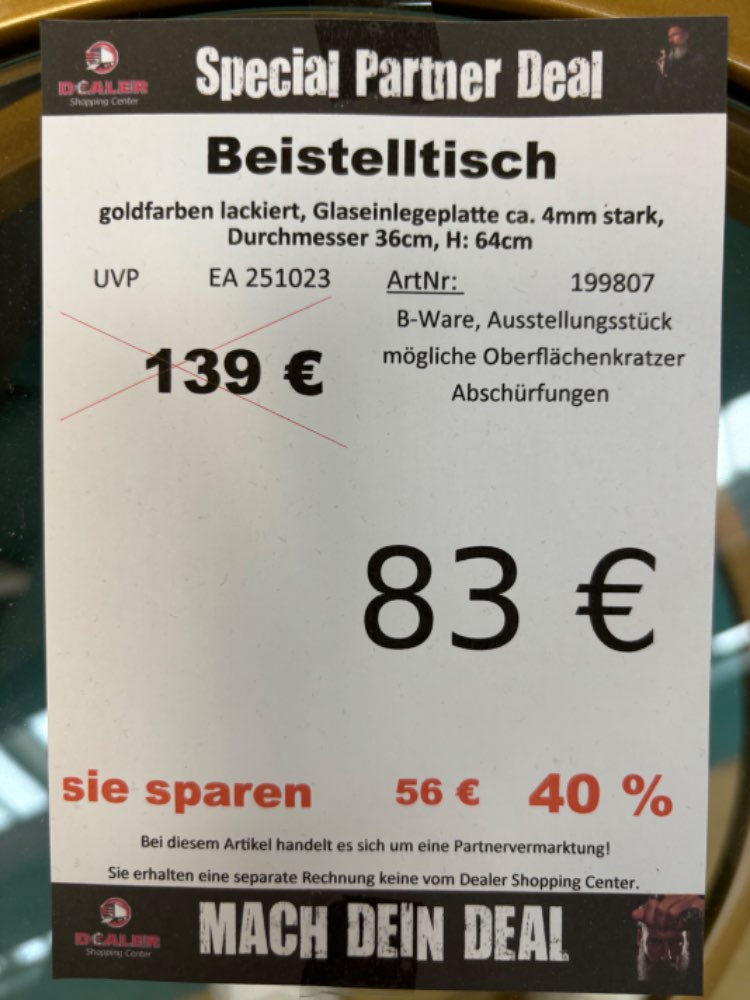 DEALER
Shopping Center
Special Partner Deal
Beistelltisch
goldfarben lackiert, Glaseinlegeplatte ca. 4mm stark,
Durchmesser 36cm, H: 64cm
UVP EA 251023 ArtNr: 199807
B-Ware, Ausstellungsstück
139 €
mögliche Oberflächenkratzer
Abschürfungen
83 €
sie sparen 56 € 40 %
Bei diesem Artikel handelt es sich um eine Partnervermarktung!
Sie erhalten eine separate Rechnung keine vom Dealer Shopping Center.
DEALER
Shopping Center
MACH DEIN DEAL